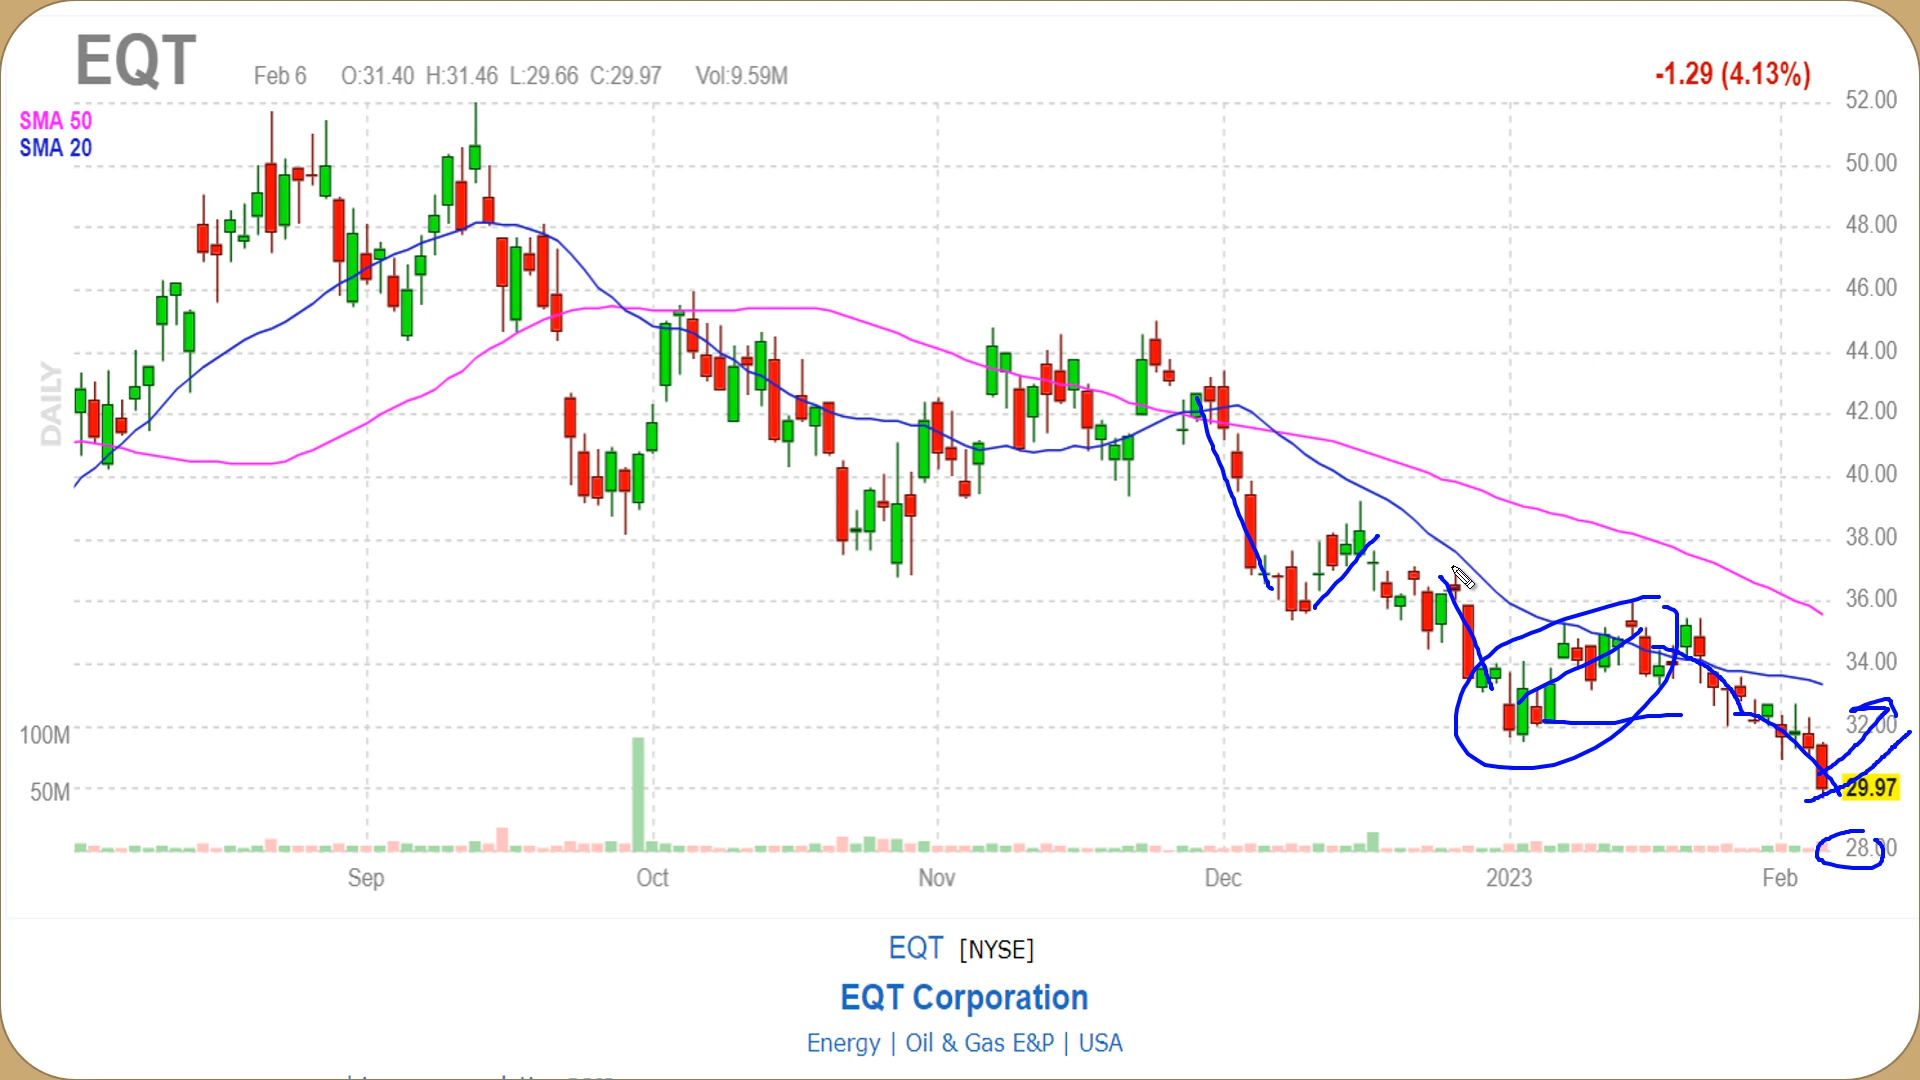 EQT Feb 6 O:31.40 H:31.46 L:29.66 C:29.97 Vol:9.59M -1.29 (4.13%)
SMA 50
SMA 20
DAILY
52.00
50.00
48.00
46.00
44.00
42.00
40.00
38.00
36.00
34.00
32.00
29.97
28.00
100M
50M
Sep Oct Nov Dec 2023 Feb
EQT [NYSE]
EQT Corporation
Energy | Oil & Gas E&P | USA